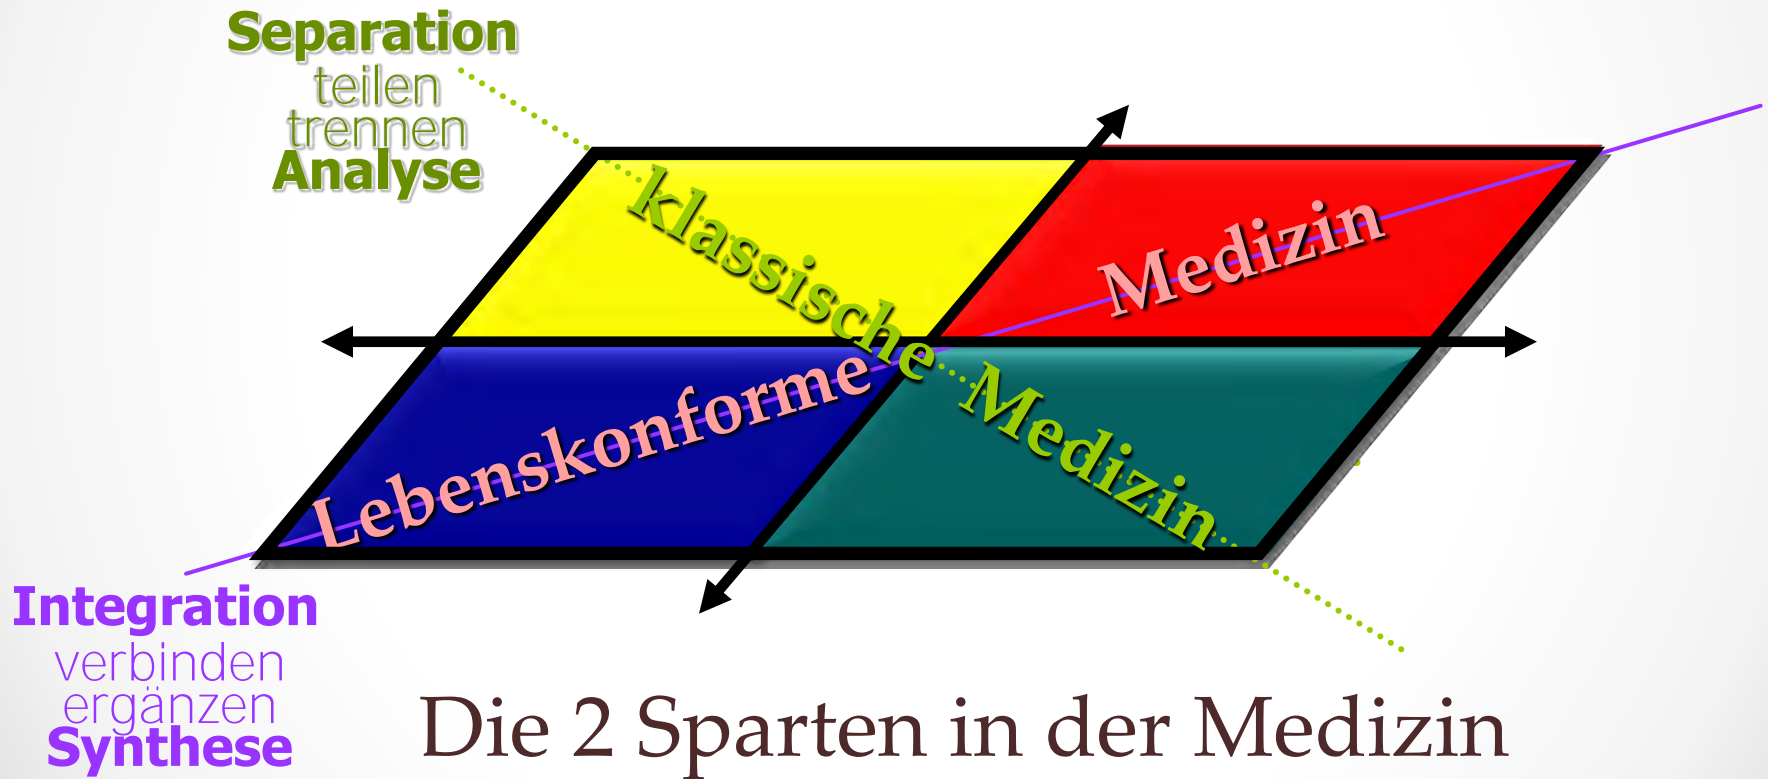 Separation
teilen
trennen
Analyse
klassische Medizin
Lebenskonforme Medizin
Integration
verbinden
ergänzen
Synthese
Die 2 Sparten in der Medizin